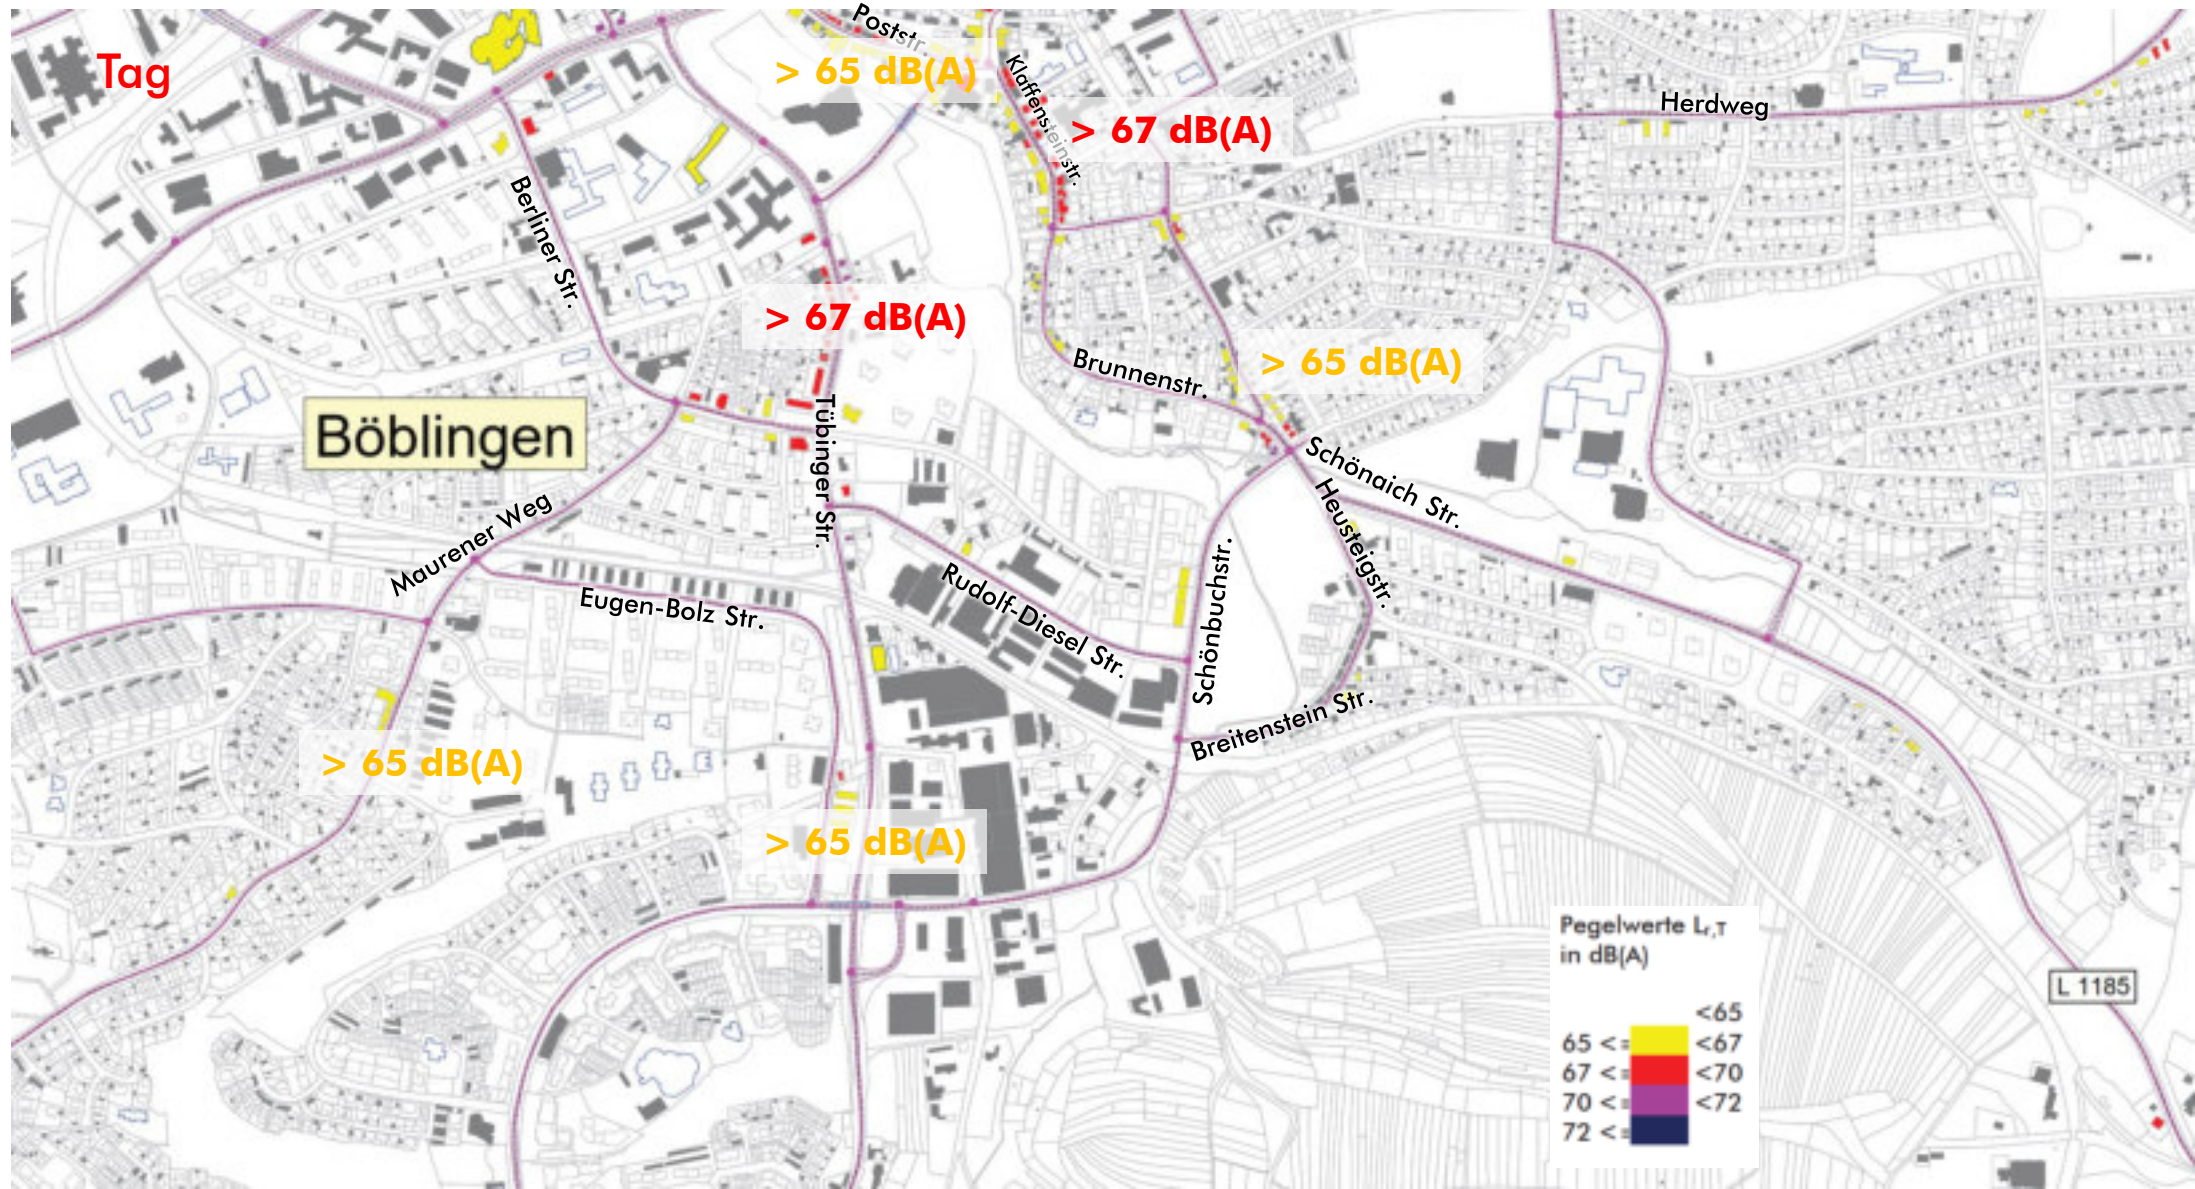 Tag
Poststr.
> 65 dB(A)
Klaffensteinstr.
> 67 dB(A)
Herdweg
Berliner Str.
> 67 dB(A)
Brunnenstr.
> 65 dB(A)
Böblingen
Tübinger Str.
Schönaich Str.
Heusteigstr.
Maurener Weg
Eugen-Bolz Str.
Rudolf-Diesel Str.
Schönbuchstr.
Breitenstein Str.
> 65 dB(A)
> 65 dB(A)
L 1185
Pegelwerte Lr,T
in dB(A)
<65
65 <= <67
67 <= <70
70 <= <72
72 <=